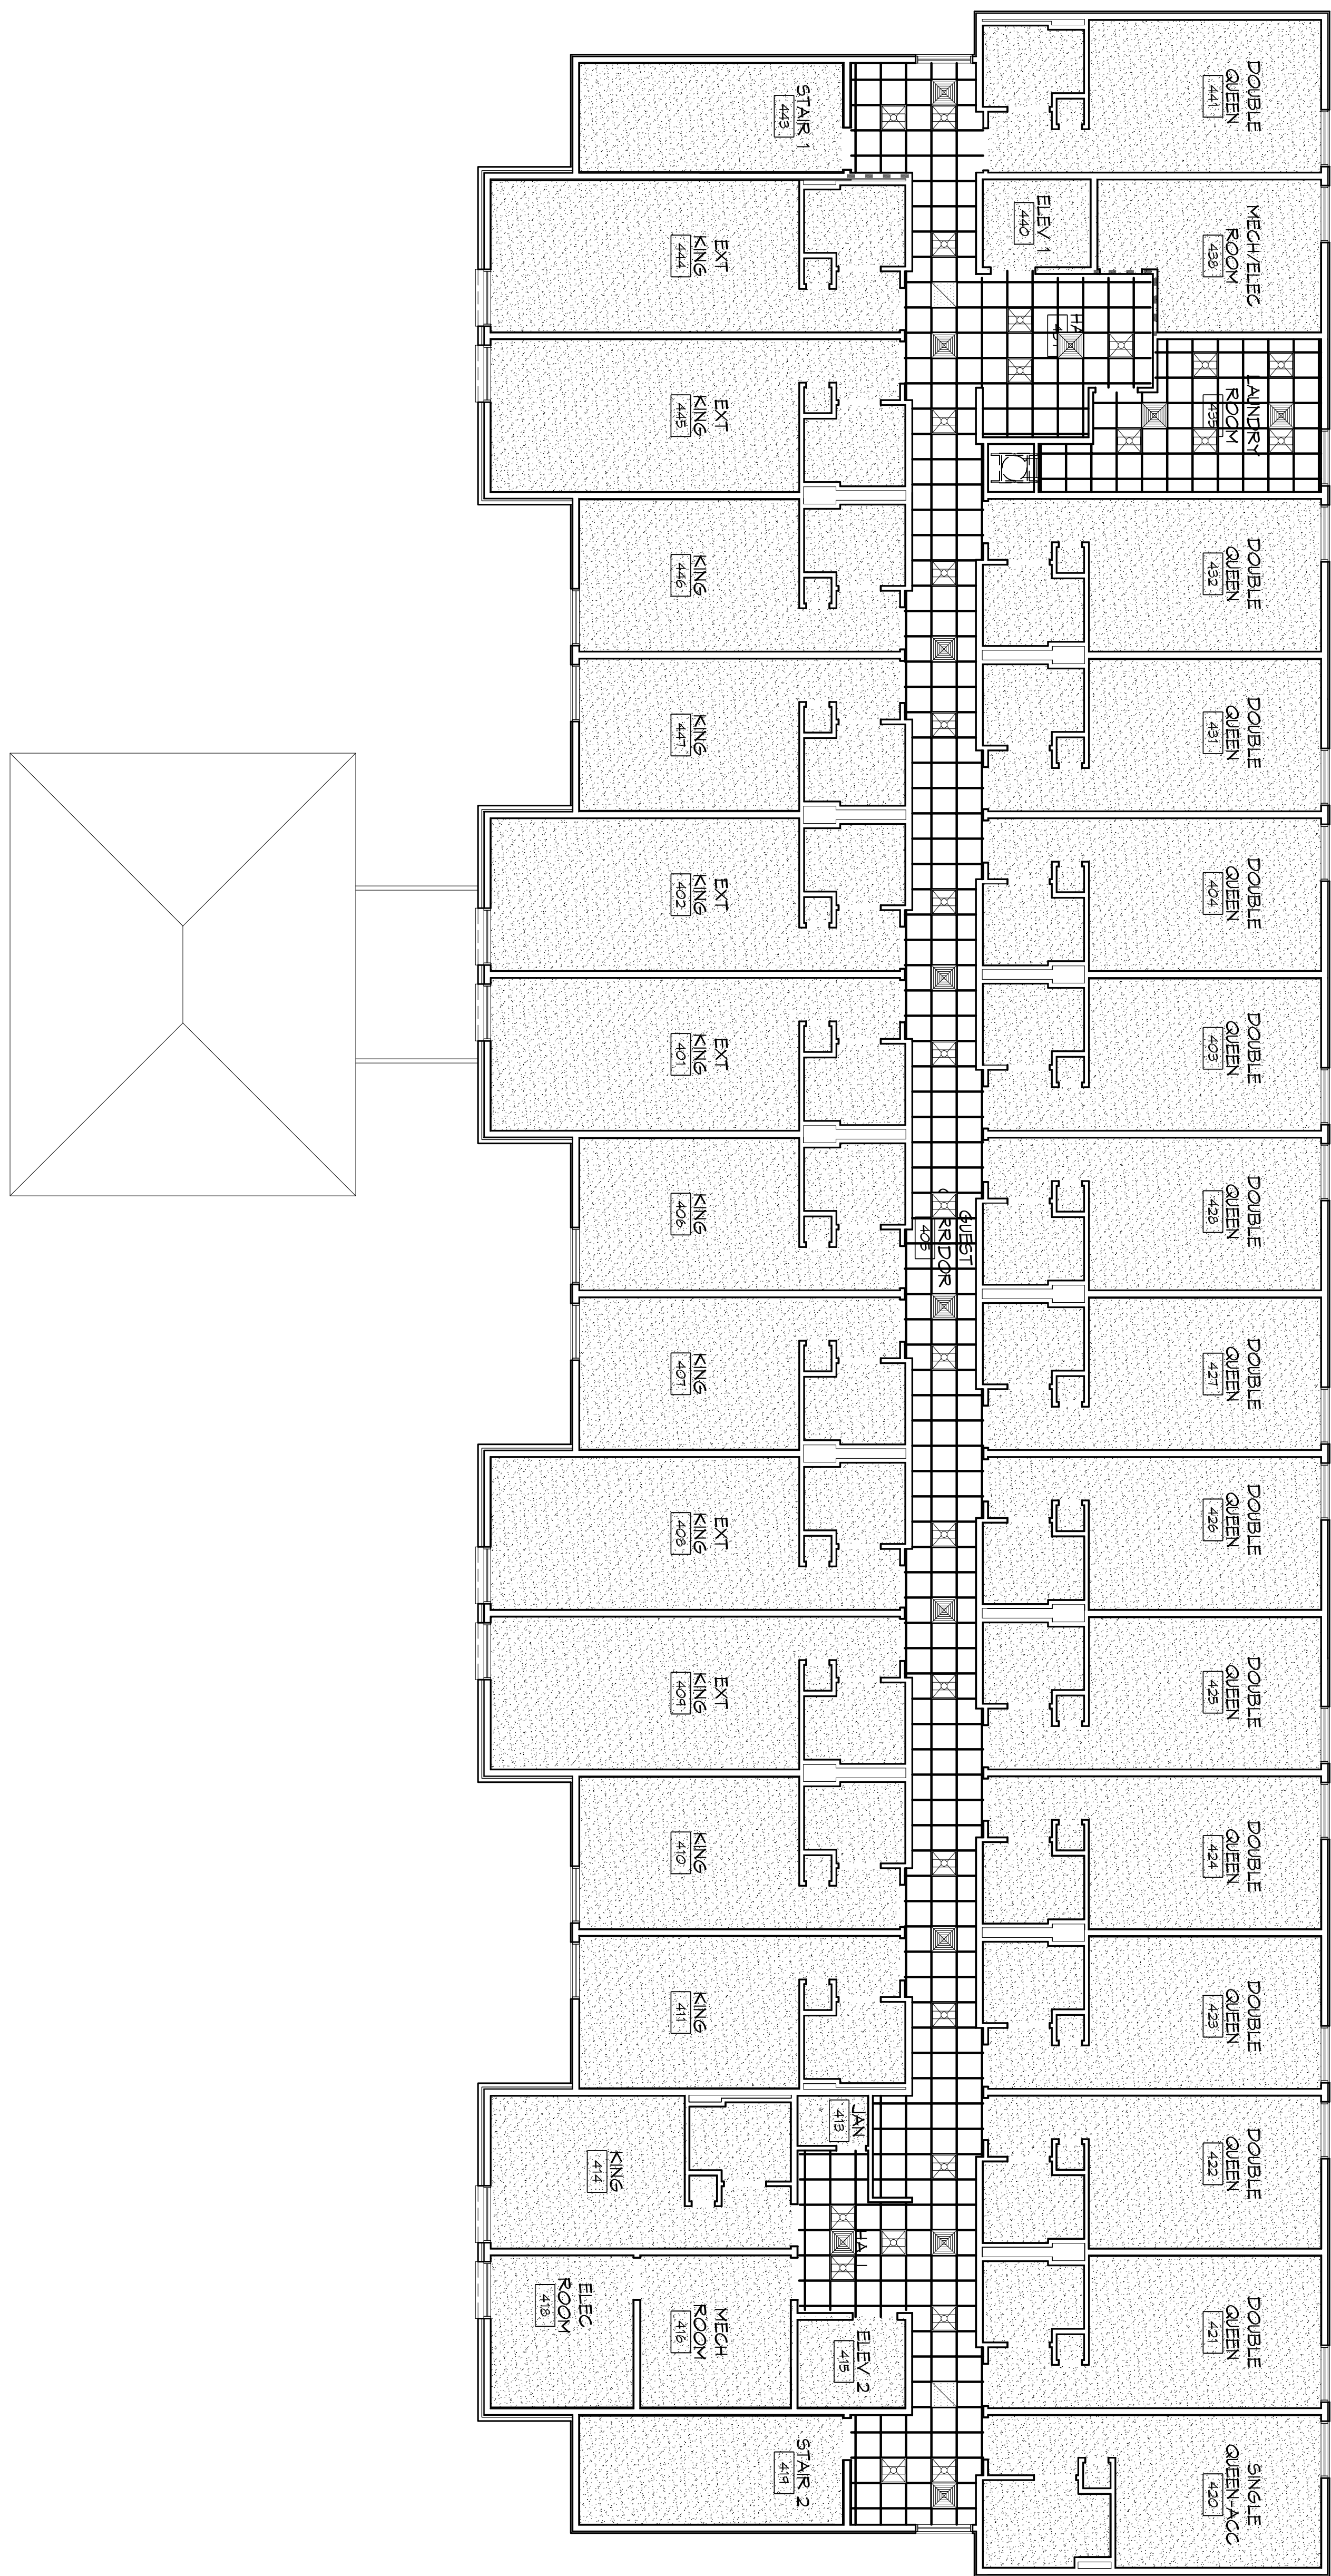 DOUBLE
QUEEN
441
STAIR 1
443
MECH/ELEC
ROOM
438
ELEV 1
440
EXT
KING
444
LAUNDRY
ROOM
435
EXT
KING
445
DOUBLE
QUEEN
432
KING
446
DOUBLE
QUEEN
431
KING
447
DOUBLE
QUEEN
404
EXT
KING
402
DOUBLE
QUEEN
403
EXT
KING
401
DOUBLE
QUEEN
428
GUEST
405
KING
406
DOUBLE
QUEEN
427
KING
407
DOUBLE
QUEEN
426
EXT
KING
408
DOUBLE
QUEEN
425
EXT
KING
409
DOUBLE
QUEEN
424
KING
410
DOUBLE
QUEEN
423
KING
411
DOUBLE
QUEEN
422
JAN
413
KING
414
DOUBLE
QUEEN
421
ELEV 2
415
MECH
ROOM
416
ELEC
ROOM
418
SINGLE
QUEEN-ACC
420
STAIR 2
419